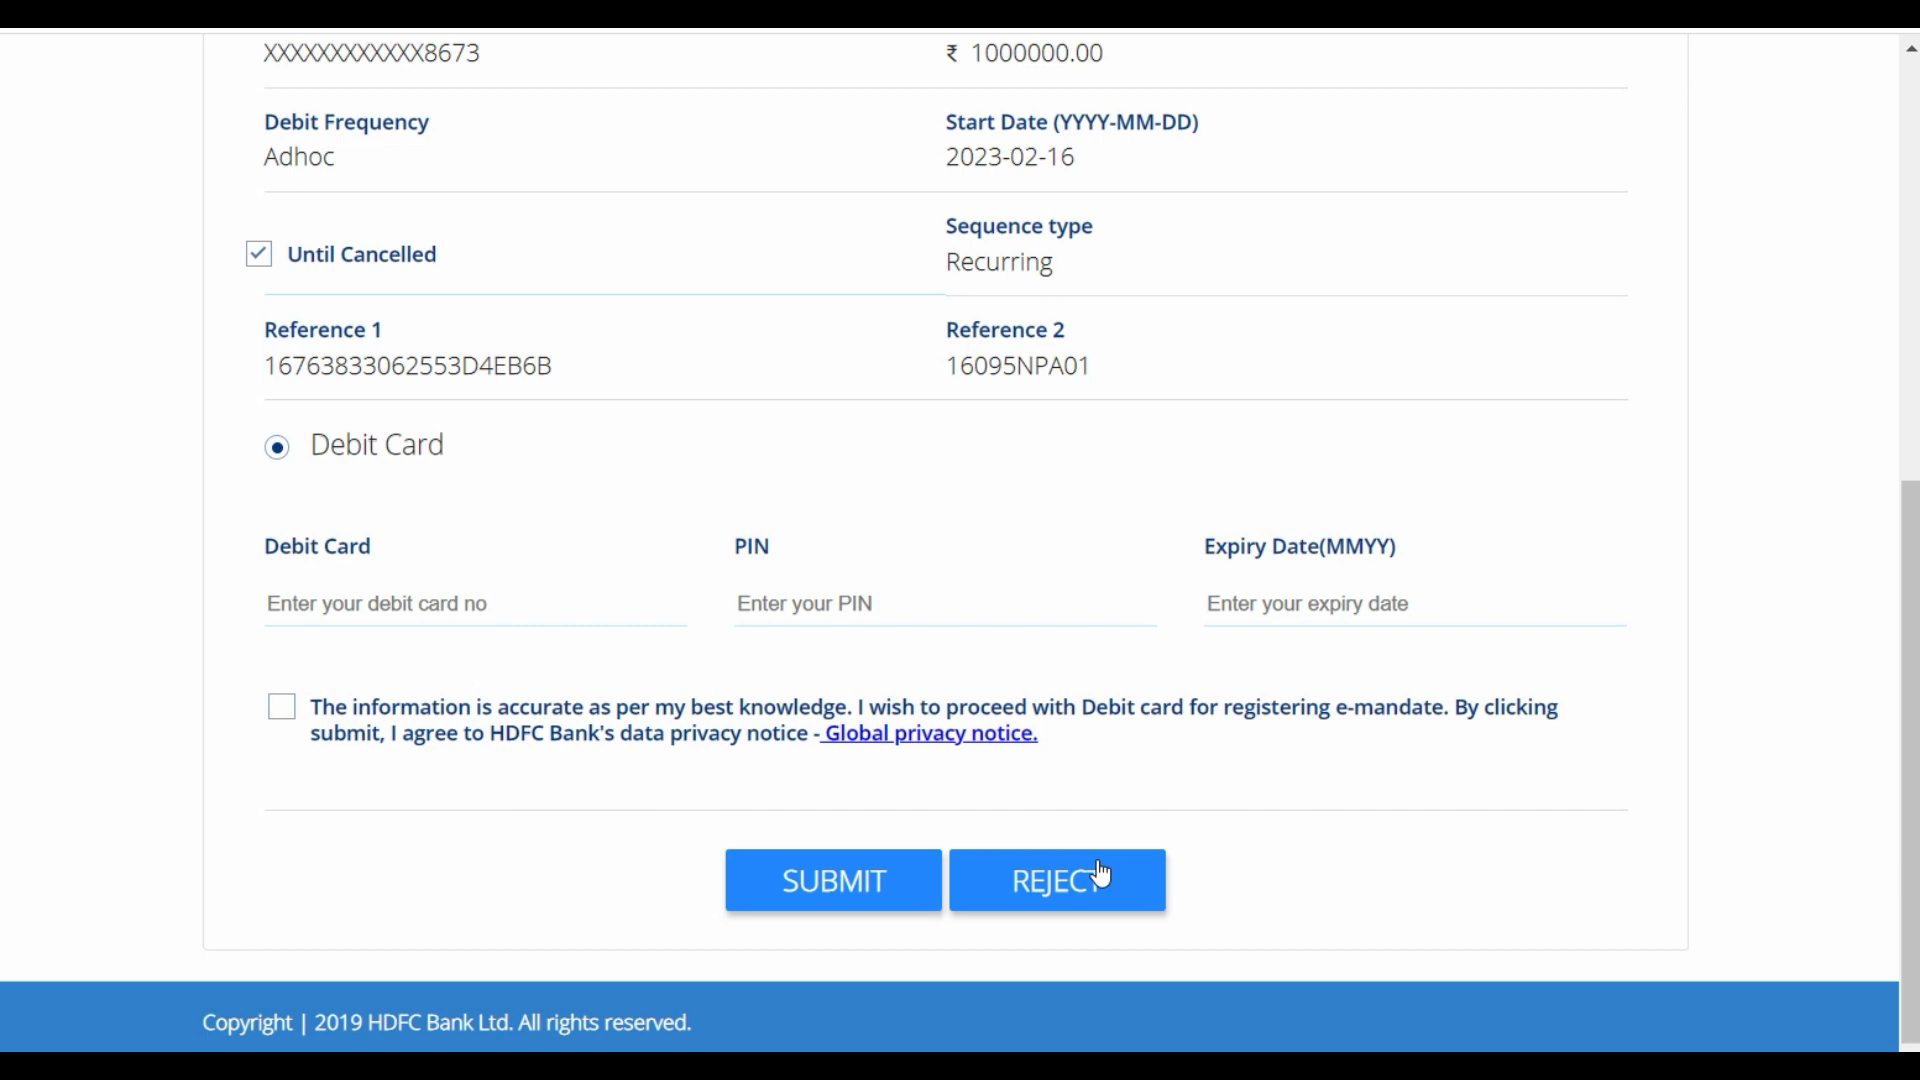 XXXXXXXXXXXX8673
₹ 1000000.00
Debit Frequency
Adhoc
Start Date (YYYY-MM-DD)
2023-02-16
Until Cancelled
Sequence type
Recurring
Reference 1
16763833062553D4EB6B
Reference 2
16095NPA01
Debit Card
Debit Card
Enter your debit card no
PIN
Enter your PIN
Expiry Date(MMYY)
Enter your expiry date
The information is accurate as per my best knowledge. I wish to proceed with Debit card for registering e-mandate. By clicking
submit, I agree to HDFC Bank's data privacy notice - Global privacy notice.
SUBMIT
REJECT
Copyright | 2019 HDFC Bank Ltd. All rights reserved.